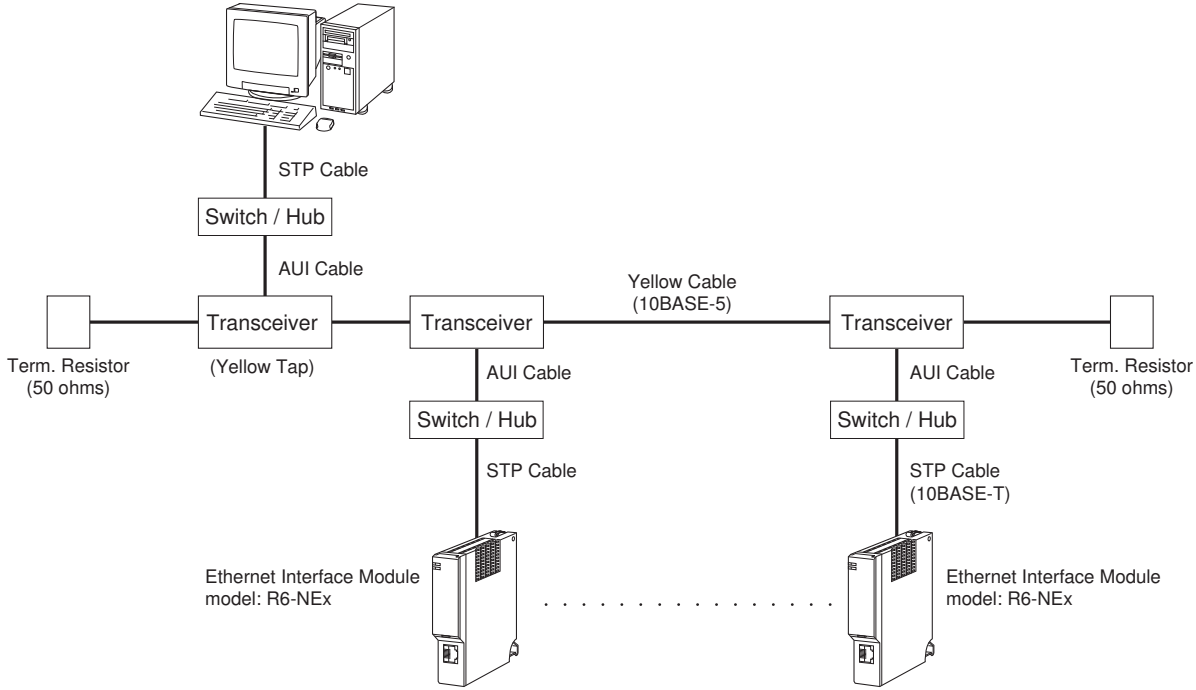 STP Cable
Switch / Hub
AUI Cable
Yellow Cable
(10BASE-5)
Transceiver
Transceiver
Transceiver
Term. Resistor
(50 ohms)
(Yellow Tap)
AUI Cable
AUI Cable
Term. Resistor
(50 ohms)
Switch / Hub
Switch / Hub
STP Cable
STP Cable
(10BASE-T)
Ethernet Interface Module
model: R6-NEx
Ethernet Interface Module
model: R6-NEx